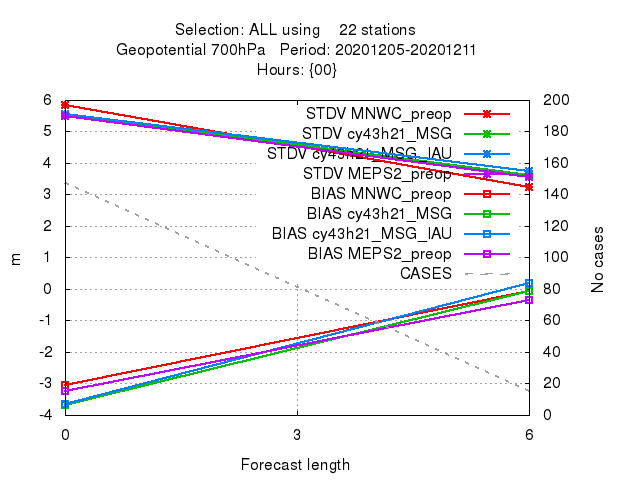 Selection: ALL using 22 stations
Geopotential 700hPa Period: 20201205-20201211
Hours: {00}
6 200
STDV MNWC_preop
5 180
STDV cy43h21_MSG
STDV cy43h21_MSG_IAU
4 160
STDV MEPS2_preop
3 140
BIAS MNWC_preop
BIAS cy43h21_MSG
2 120
BIAS cy43h21_MSG_IAU
1 100
BIAS MEPS2_preop
CASES
0 80
-1 60
-2 40
-3 20
-4 0
m
No cases
0 3 6
Forecast length